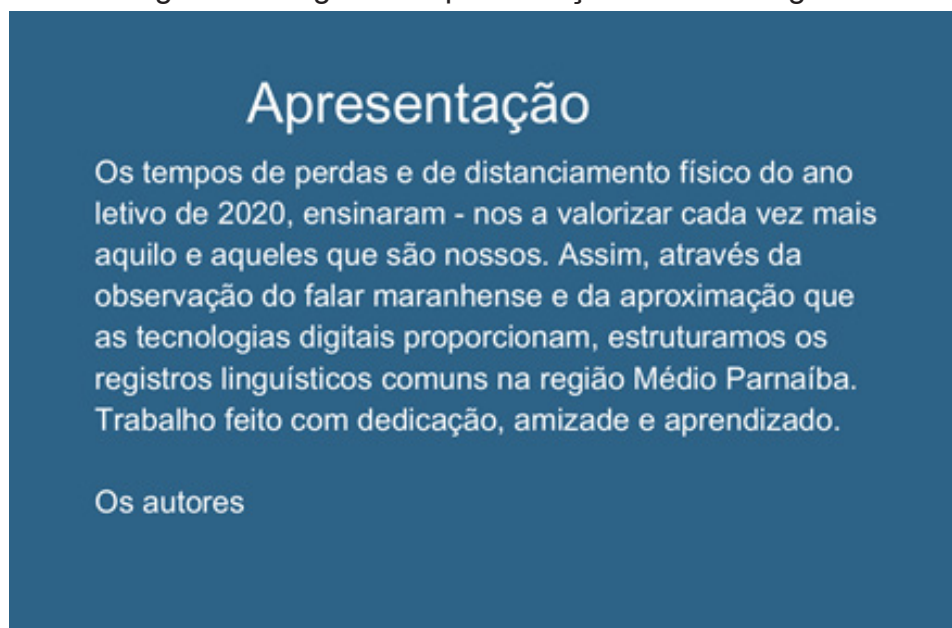 Apresentação
Os tempos de perdas e de distanciamento físico do ano
letivo de 2020, ensinaram - nos a valorizar cada vez mais
aquilo e aqueles que são nossos. Assim, através da
observação do falar maranhense e da aproximação que
as tecnologias digitais proporcionam, estruturamos os
registros linguísticos comuns na região Médio Parnaíba.
Trabalho feito com dedicação, amizade e aprendizado.
Os autores